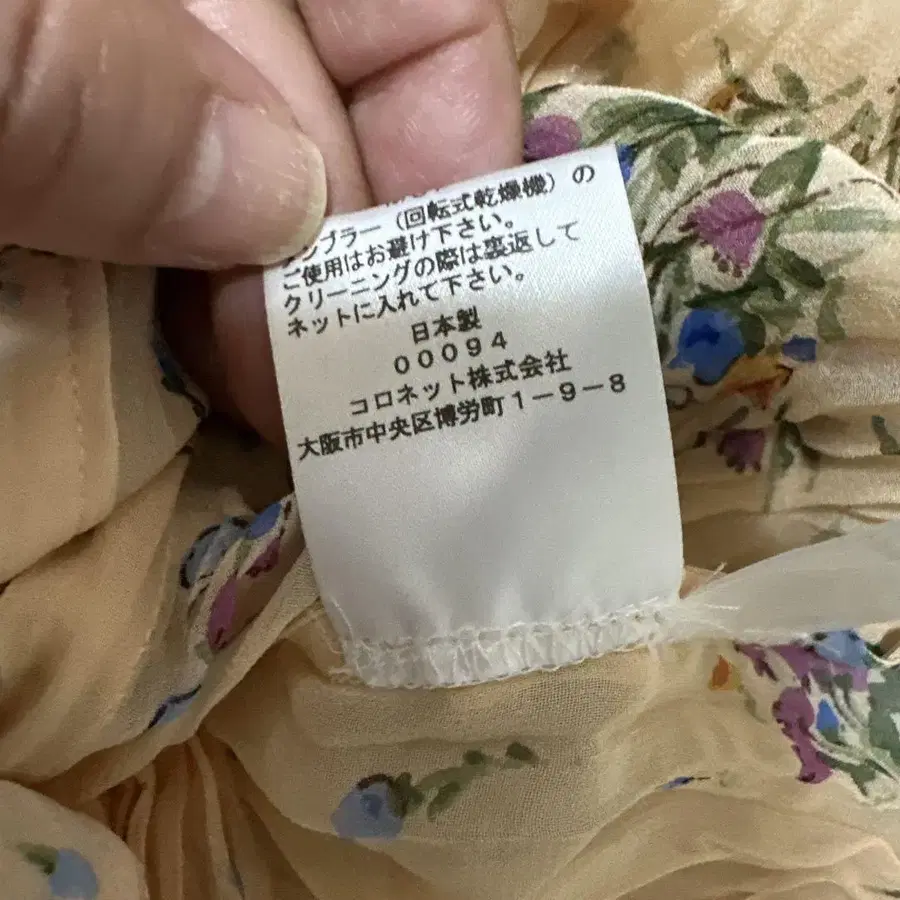 タンブラー（回転式乾燥機）の
ご使用はお避け下さい。
クリーニングの際は裏返して
ネットに入れて下さい。
日本製
00094
コロネット株式会社
大阪市中央区博労町１－９－８